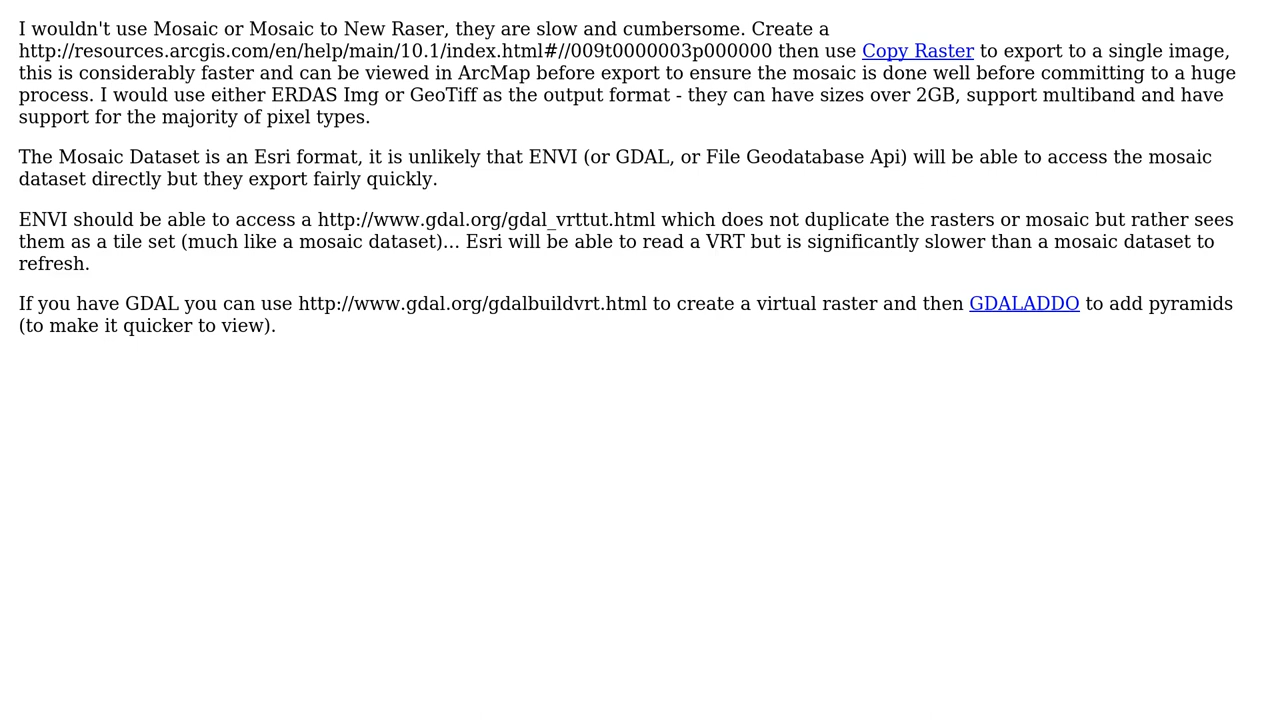 I wouldn't use Mosaic or Mosaic to New Raser, they are slow and cumbersome. Create a
http://resources.arcgis.com/en/help/main/10.1/index.html#//009t0000003p000000 then use Copy Raster to export to a single image,
this is considerably faster and can be viewed in ArcMap before export to ensure the mosaic is done well before committing to a huge
process. I would use either ERDAS Img or GeoTiff as the output format - they can have sizes over 2GB, support multiband and have
support for the majority of pixel types.
The Mosaic Dataset is an Esri format, it is unlikely that ENVI (or GDAL, or File Geodatabase Api) will be able to access the mosaic
dataset directly but they export fairly quickly.
ENVI should be able to access a http://www.gdal.org/gdal_vrttut.html which does not duplicate the rasters or mosaic but rather sees
them as a tile set (much like a mosaic dataset)... Esri will be able to read a VRT but is significantly slower than a mosaic dataset to
refresh.
If you have GDAL you can use http://www.gdal.org/gdalbuildvrt.html to create a virtual raster and then GDALADDO to add pyramids
(to make it quicker to view).